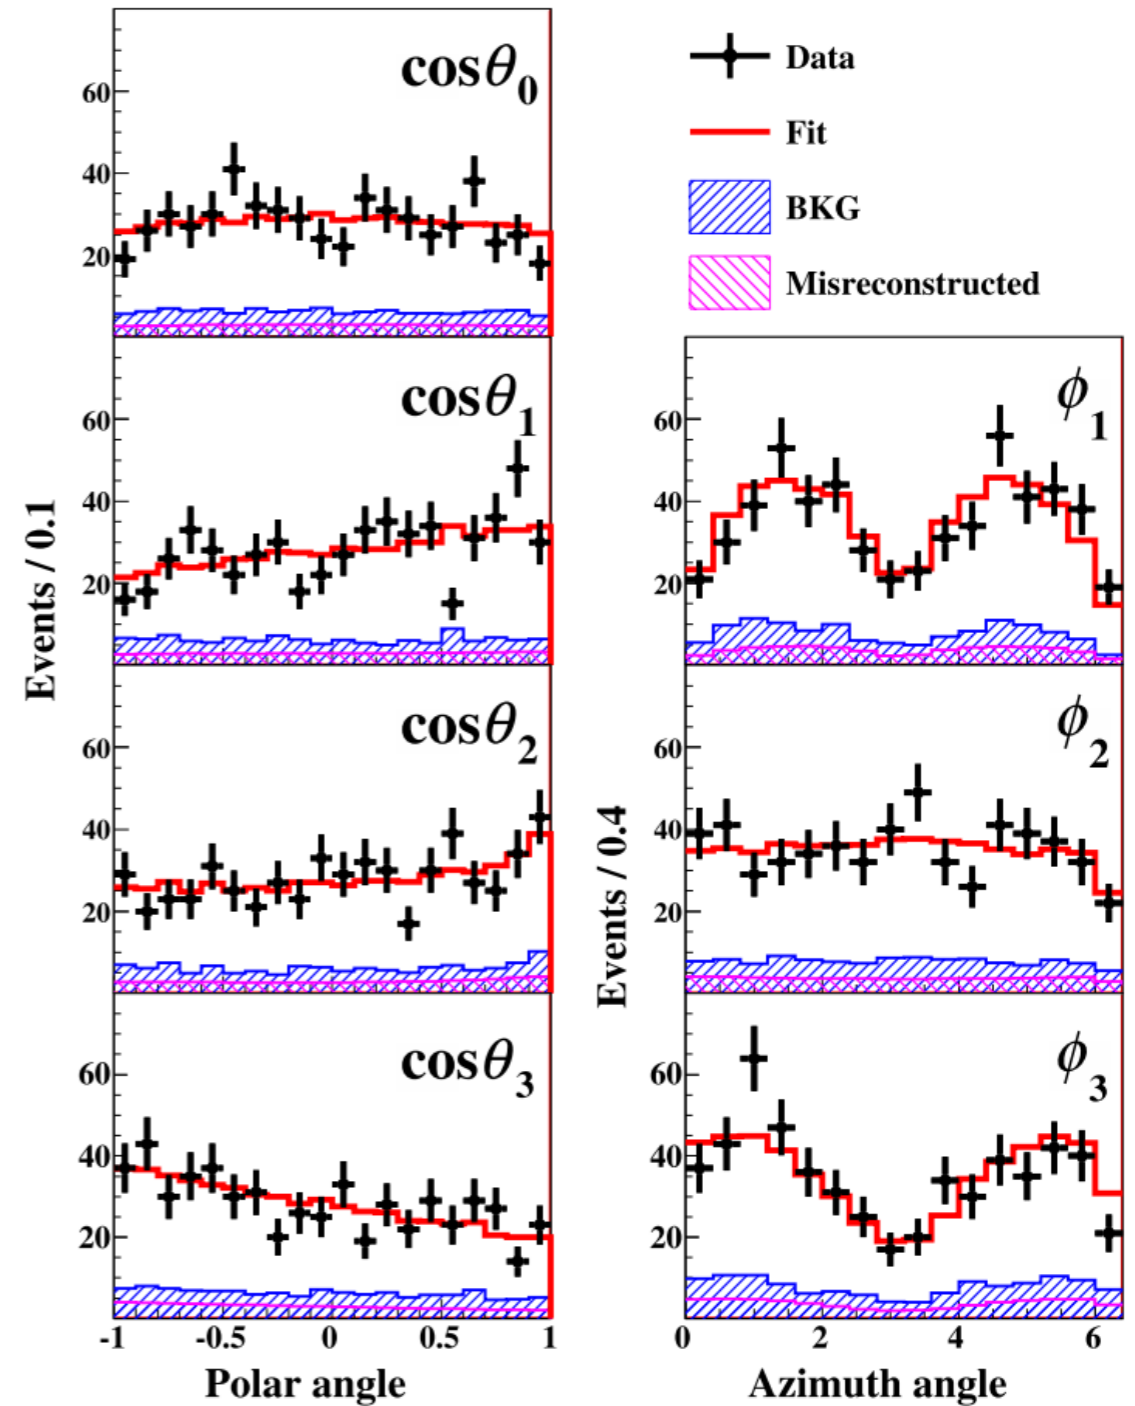 cosθ0
60
40
20
Data
Fit
BKG
Misreconstructed
cosθ1
60
40
20
ϕ1
60
40
20
Events / 0.1
cosθ2
60
40
20
ϕ2
60
40
20
Events / 0.4
cosθ3
60
40
20
ϕ3
60
40
20
-1 -0.5 0 0.5 1
0 2 4 6
Polar angle
Azimuth angle